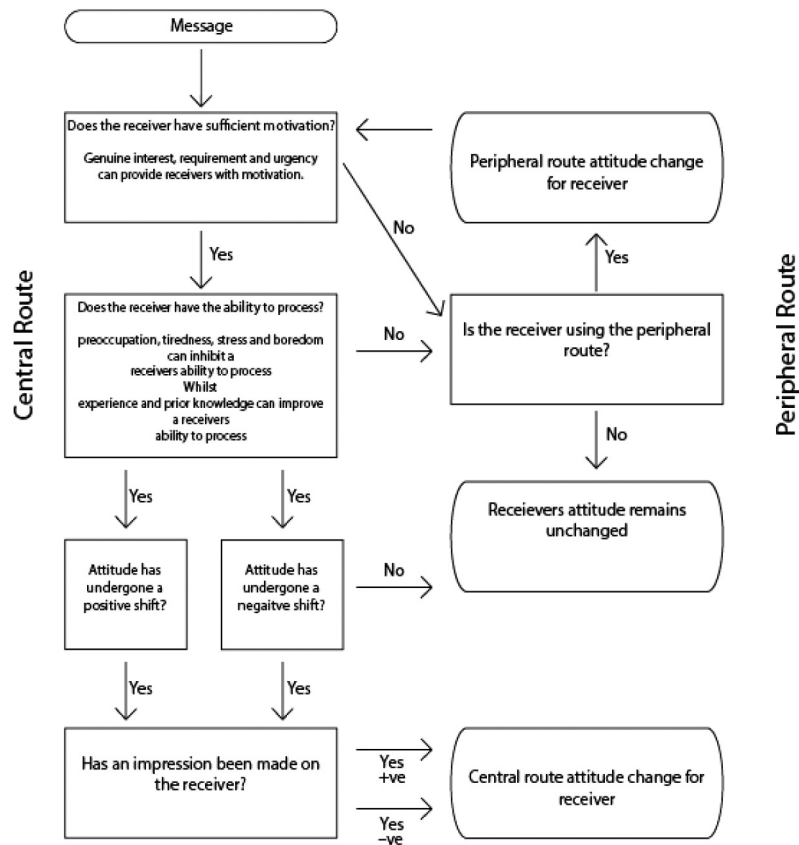 Message
Does the receiver have sufficient motivation?
Genuine interest, requirement and urgency
can provide receivers with motivation.
Peripheral route attitude change
for receiver
No
Yes
Yes
Central Route
Peripheral Route
Does the receiver have the ability to process?
preoccupation, tiredness, stress and boredom
can inhibit a
receivers ability to process
Whilst
experience and prior knowledge can improve
a receivers
ability to process
No
Is the receiver using the peripheral
route?
No
Yes
Yes
Receievers attitude remains
unchanged
Attitude has
undergone a
positive shift?
Attitude has
undergone a
negaitve shift?
No
Yes
Yes
Has an impression been made on
the receiver?
Yes
+ve
Yes
–ve
Central route attitude change for
receiver